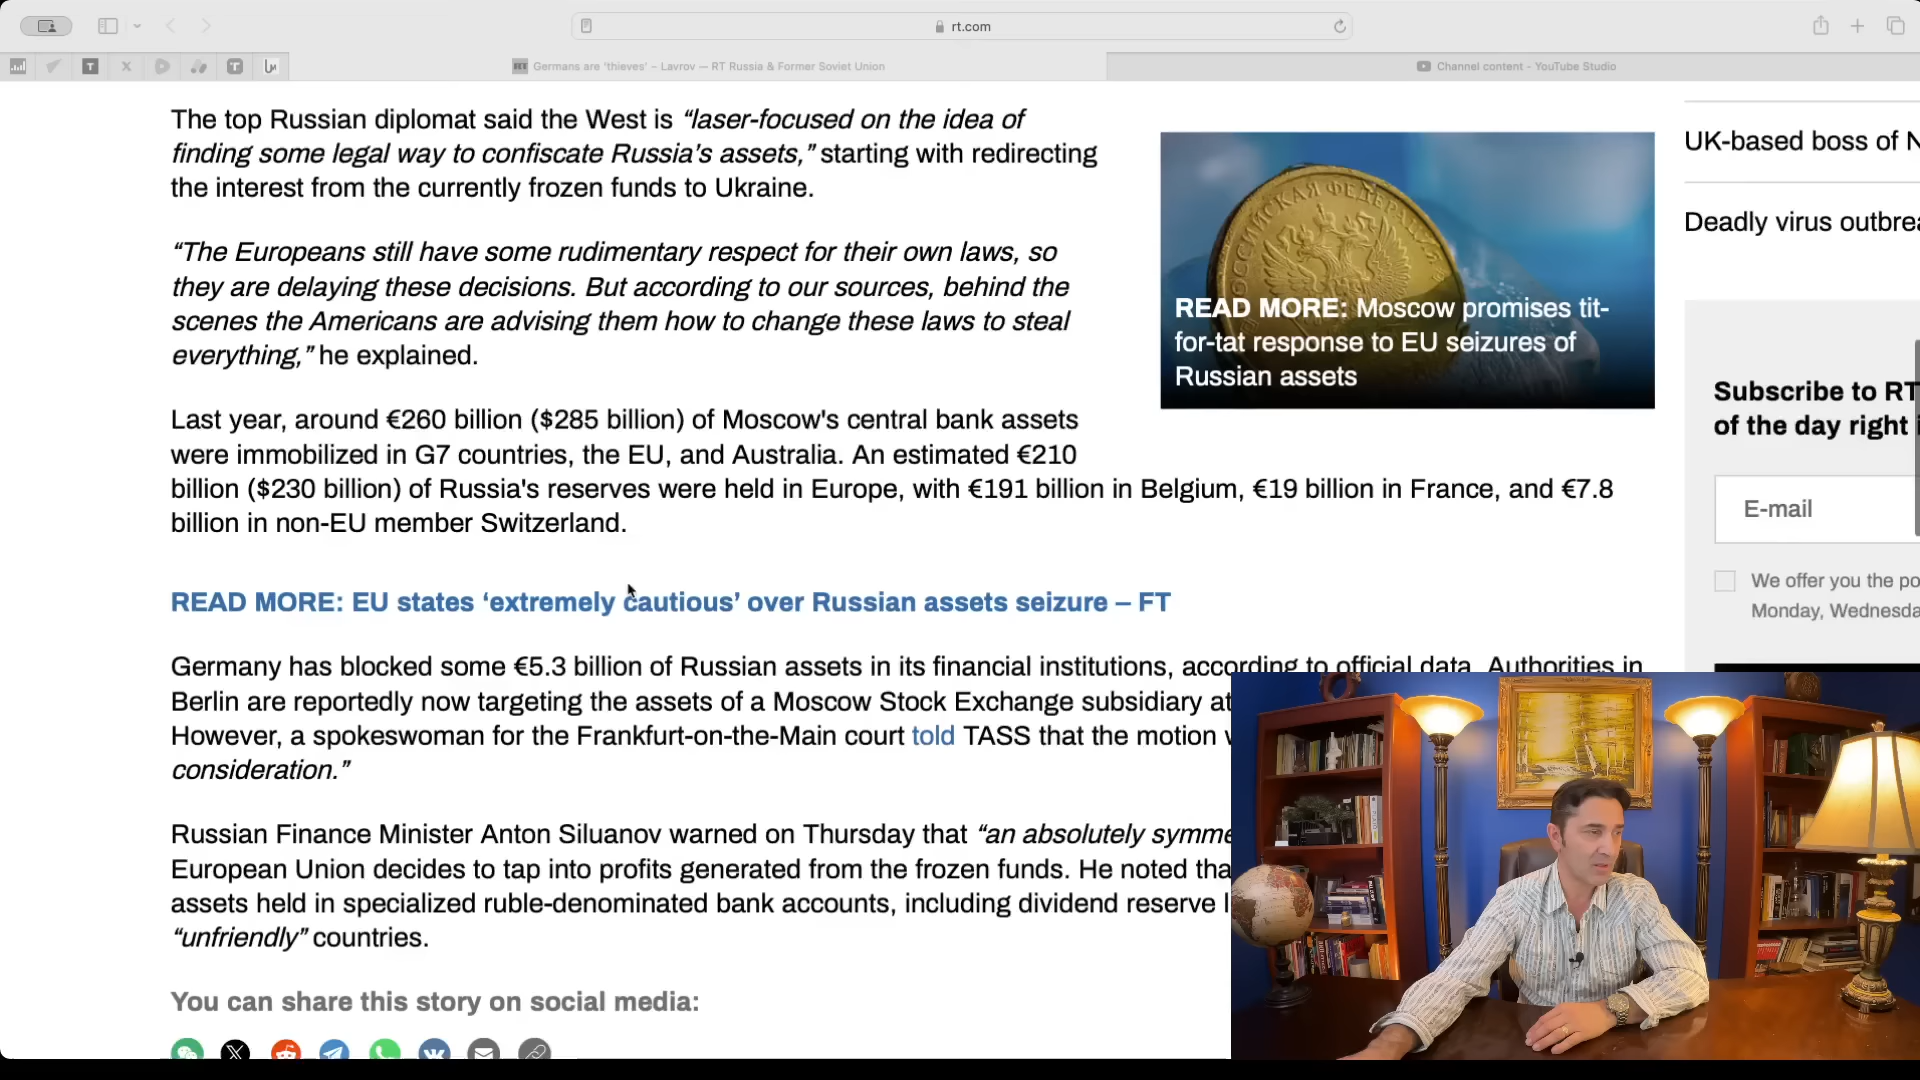 rt.com
Germans are 'thieves' – Lavrov — RT Russia & Former Soviet Union
Channel content - YouTube Studio
The top Russian diplomat said the West is “laser-focused on the idea of
finding some legal way to confiscate Russia’s assets,” starting with redirecting
the interest from the currently frozen funds to Ukraine.
“The Europeans still have some rudimentary respect for their own laws, so
they are delaying these decisions. But according to our sources, behind the
scenes the Americans are advising them how to change these laws to steal
everything,” he explained.
Last year, around €260 billion ($285 billion) of Moscow's central bank assets
were immobilized in G7 countries, the EU, and Australia. An estimated €210
billion ($230 billion) of Russia's reserves were held in Europe, with €191 billion in Belgium, €19 billion in France, and €7.8
billion in non-EU member Switzerland.
READ MORE: Moscow promises tit-
for-tat response to EU seizures of
Russian assets
READ MORE: EU states ‘extremely cautious’ over Russian assets seizure – FT
Germany has blocked some €5.3 billion of Russian assets in its financial institutions, according to official data. Authorities in
Berlin are reportedly now targeting the assets of a Moscow Stock Exchange subsidiary at
However, a spokeswoman for the Frankfurt-on-the-Main court told TASS that the motion
consideration.”
Russian Finance Minister Anton Siluanov warned on Thursday that “an absolutely
European Union decides to tap into profits generated from the frozen funds. He noted
assets held in specialized ruble-denominated bank accounts, including dividend reserve
“unfriendly” countries.
You can share this story on social media:
UK-based boss of
Deadly virus
Subscribe to RT
of the day right
E-mail
We offer you the
Monday,